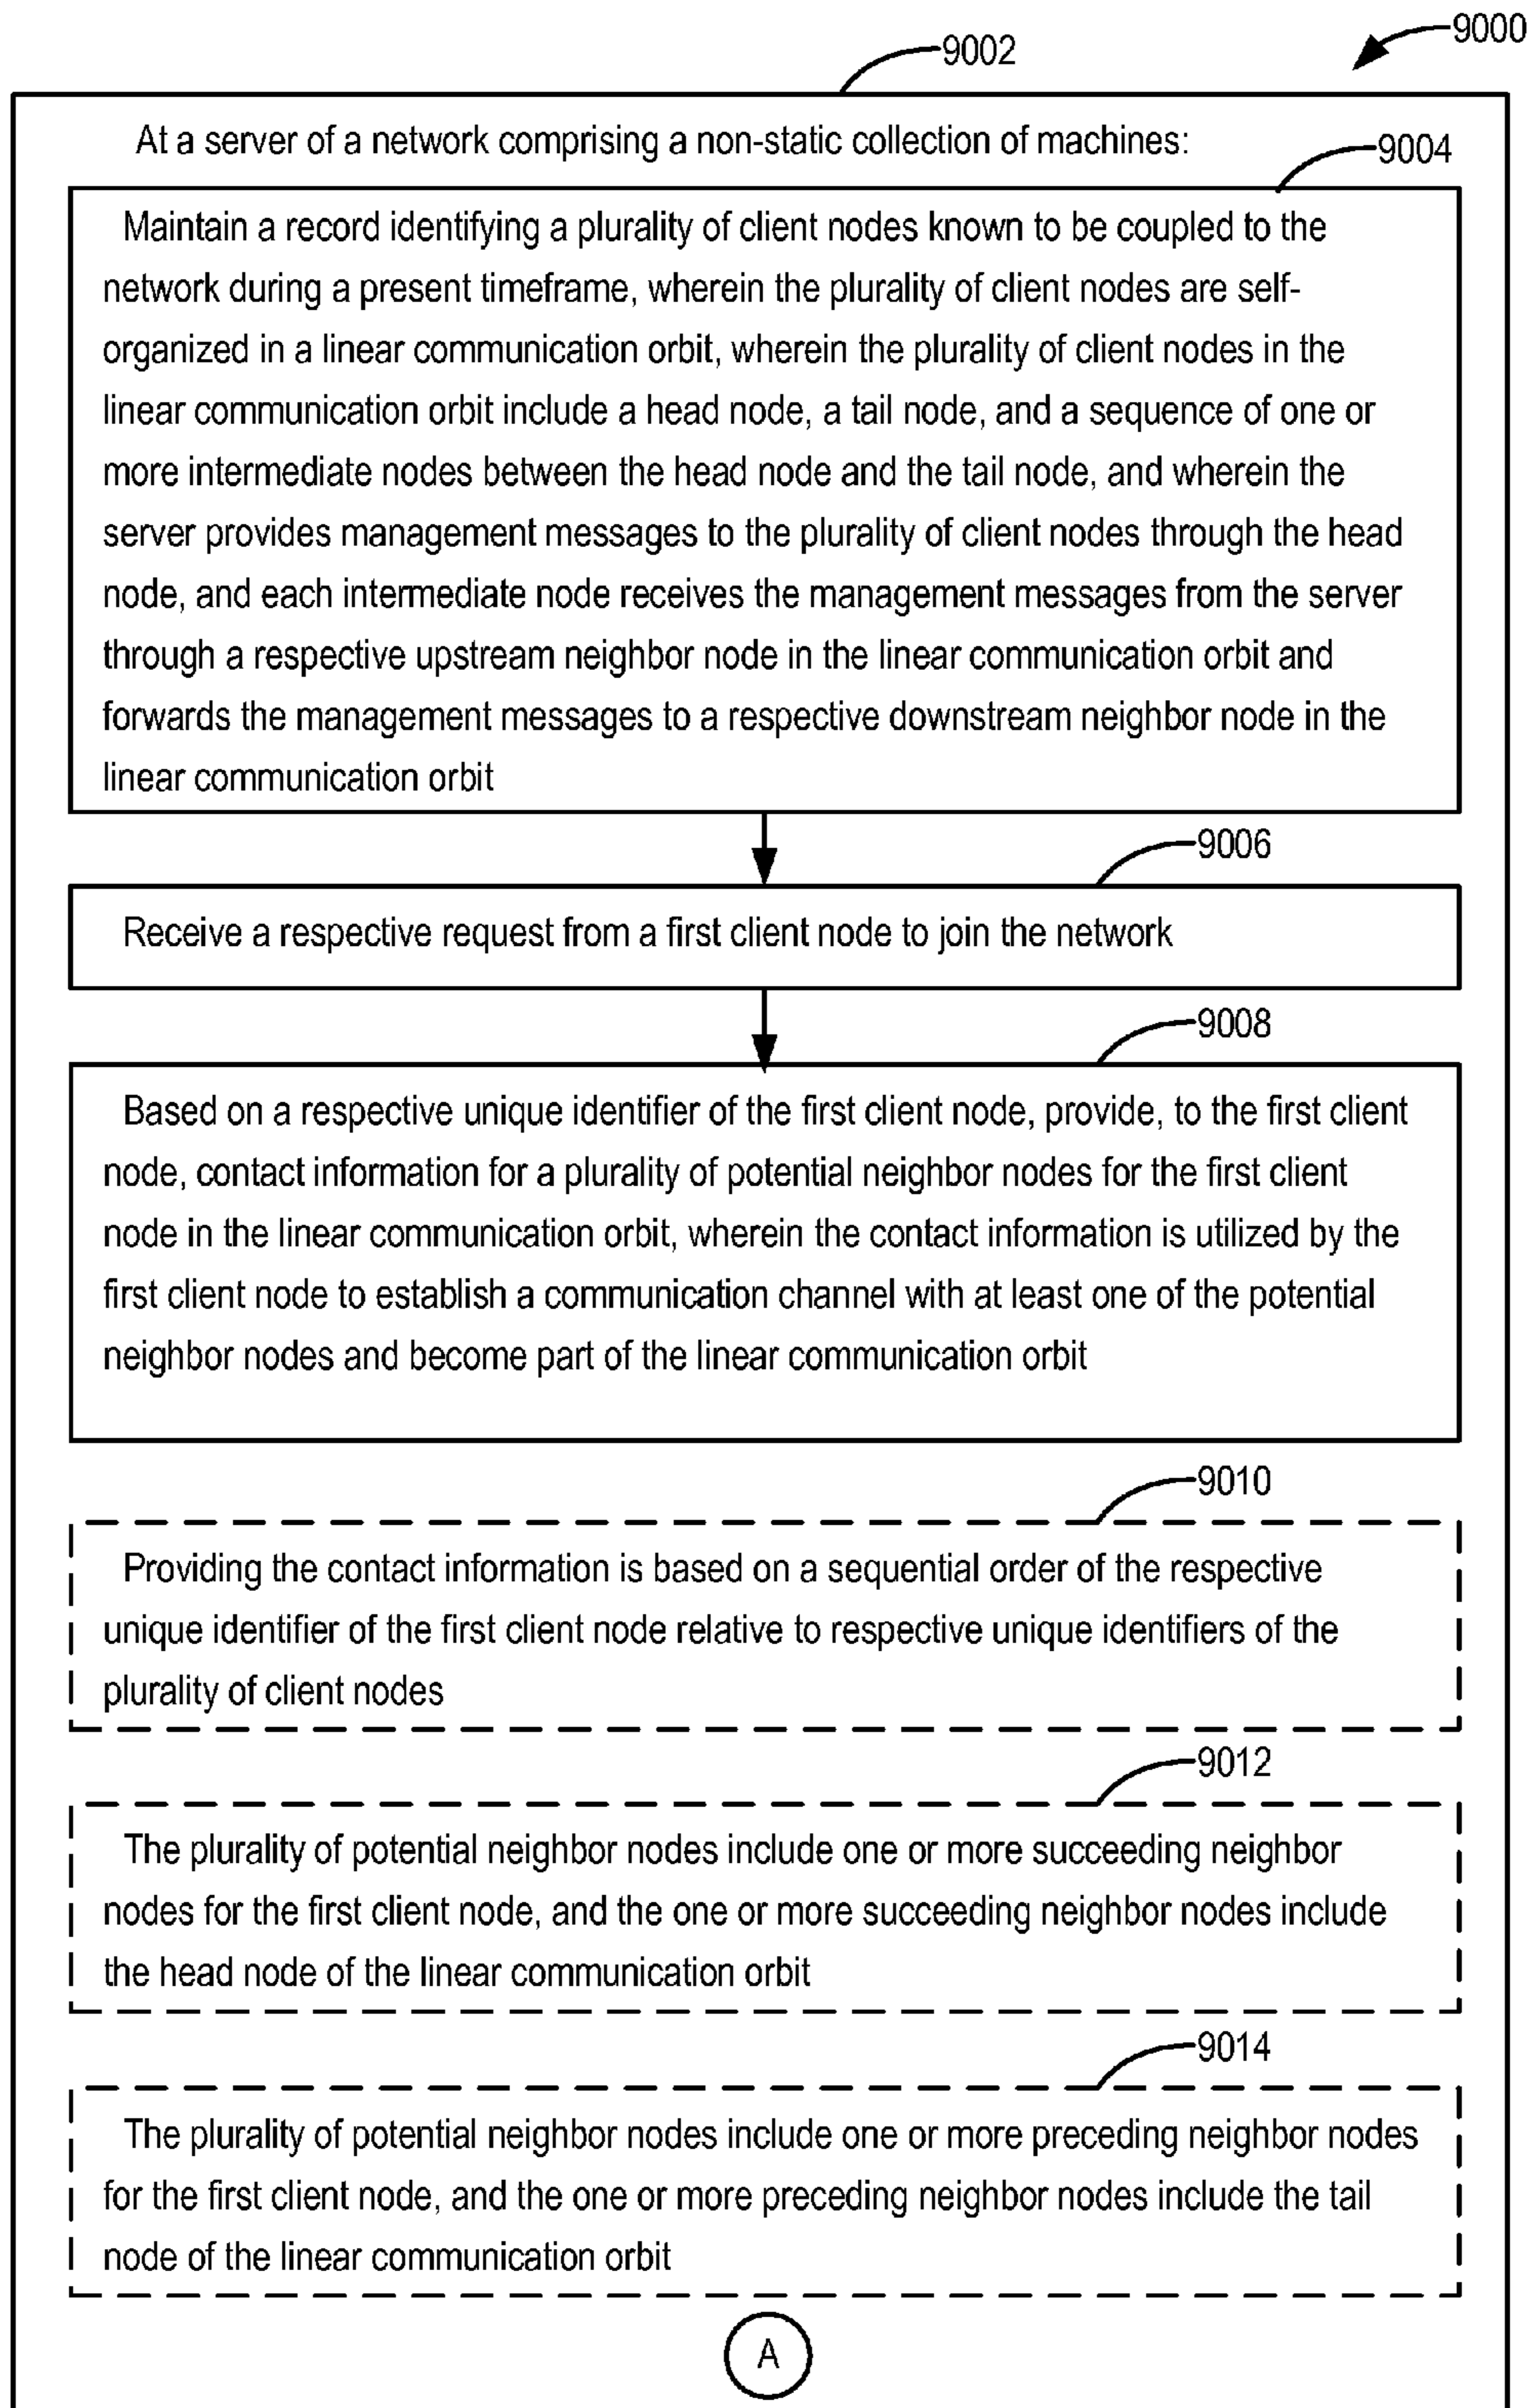 9000
9002
At a server of a network comprising a non-static collection of machines:
9004
Maintain a record identifying a plurality of client nodes known to be coupled to the
network during a present timeframe, wherein the plurality of client nodes are self-
organized in a linear communication orbit, wherein the plurality of client nodes in the
linear communication orbit include a head node, a tail node, and a sequence of one or
more intermediate nodes between the head node and the tail node, and wherein the
server provides management messages to the plurality of client nodes through the head
node, and each intermediate node receives the management messages from the server
through a respective upstream neighbor node in the linear communication orbit and
forwards the management messages to a respective downstream neighbor node in the
linear communication orbit
9006
Receive a respective request from a first client node to join the network
9008
Based on a respective unique identifier of the first client node, provide, to the first client
node, contact information for a plurality of potential neighbor nodes for the first client
node in the linear communication orbit, wherein the contact information is utilized by the
first client node to establish a communication channel with at least one of the potential
neighbor nodes and become part of the linear communication orbit
9010
Providing the contact information is based on a sequential order of the respective
unique identifier of the first client node relative to respective unique identifiers of the
plurality of client nodes
9012
The plurality of potential neighbor nodes include one or more succeeding neighbor
nodes for the first client node, and the one or more succeeding neighbor nodes include
the head node of the linear communication orbit
9014
The plurality of potential neighbor nodes include one or more preceding neighbor nodes
for the first client node, and the one or more preceding neighbor nodes include the tail
node of the linear communication orbit
A